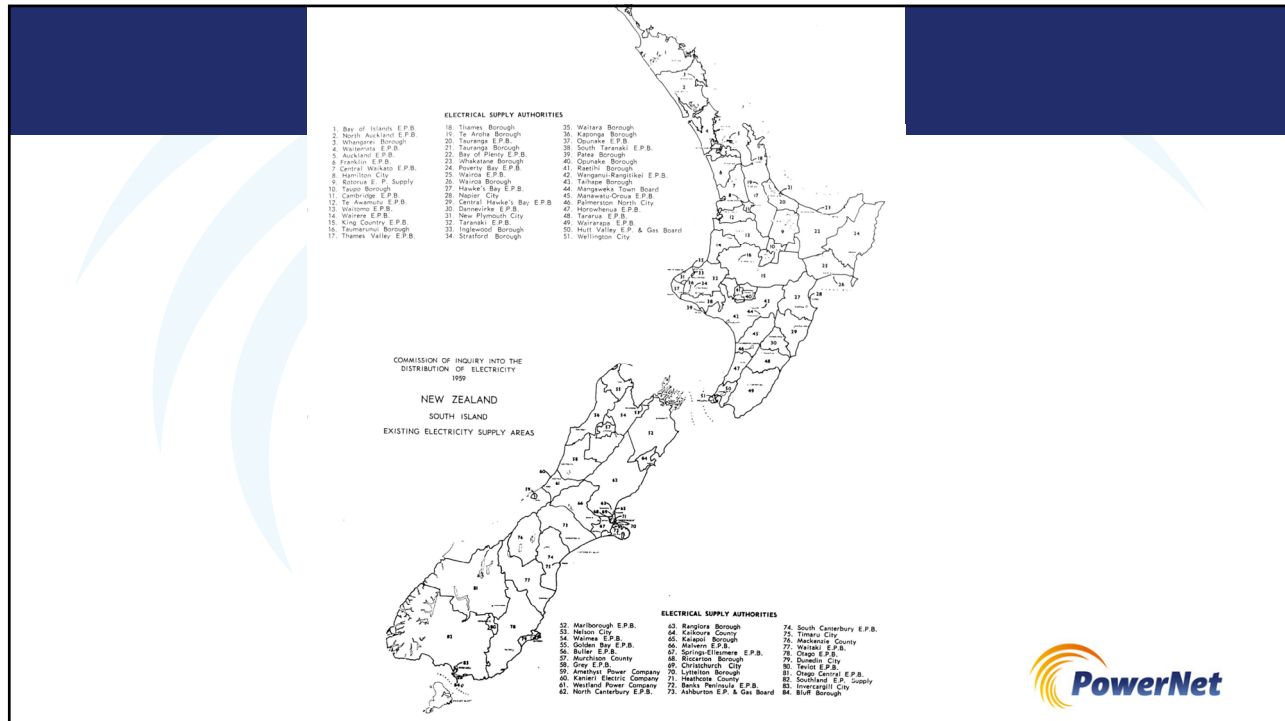 ELECTRICAL SUPPLY AUTHORITIES
1. Bay of Islands E.P.B.
2. North Auckland E.P.B.
3. Whangarei Borough
4. Waitemata E.P.B.
5. Auckland E.P.B.
6. Franklin E.P.B.
7. Central Waikato E.P.B.
8. Hamilton City
9. Rotorua E. P. Supply
10. Taupo Borough
11. Cambridge E.P.B.
12. Te Awamutu E.P.B.
13. Waitomo E.P.B.
14. Wairere E.P.B.
15. King Country E.P.B.
16. Taumarunui Borough
17. Thames Valley E.P.B.
18. Thames Borough
19. Te Aroha Borough
20. Tauranga E.P.B.
21. Tauranga Borough
22. Bay of Plenty E.P.B.
23. Whakatane Borough
24. Poverty Bay E.P.B.
25. Wairoa E.P.B.
26. Wairoa Borough
27. Hawke's Bay E.P.B.
28. Napier City
29. Central Hawke's Bay E.P.B
30. Dannevirke E.P.B.
31. New Plymouth City
32. Taranaki E.P.B.
33. Inglewood Borough
34. Stratford Borough
35. Waitara Borough
36. Kaponga Borough
37. Opunake E.P.B.
38. South Taranaki E.P.B.
39. Patea Borough
40. Opunake Borough
41. Raetihi Borough
42. Wanganui-Rangitikei E.P.B.
43. Taihape Borough
44. Mangaweka Town Board
45. Manawatu-Oroua E.P.B.
46. Palmerston North City
47. Horowhenua E.P.B.
48. Tararua E.P.B.
49. Wairarapa E.P.B.
50. Hutt Valley E.P. & Gas Board
51. Wellington City
COMMISSION OF INQUIRY INTO THE
DISTRIBUTION OF ELECTRICITY
1959
NEW ZEALAND
SOUTH ISLAND
EXISTING ELECTRICITY SUPPLY AREAS
ELECTRICAL SUPPLY AUTHORITIES
52. Marlborough E.P.B.
53. Nelson City
54. Waimea E.P.B.
55. Golden Bay E.P.B.
56. Buller E.P.B.
57. Murchison County
58. Grey E.P.B.
59. Amethyst Power Company
60. Kanieri Electric Company
61. Westland Power Company
62. North Canterbury E.P.B.
63. Rangiora Borough
64. Kaikoura County
65. Kaiapoi Borough
66. Malvern E.P.B.
67. Springs-Ellesmere E.P.B.
68. Riccarton Borough
69. Christchurch City
70. Lyttelton Borough
71. Heathcote County
72. Banks Peninsula E.P.B.
73. Ashburton E.P. & Gas Board
74. South Canterbury E.P.B.
75. Timaru City
76. Mackenzie County
77. Waitaki E.P.B.
78. Otago E.P.B.
79. Dunedin City
80. Teviot E.P.B.
81. Otago Central E.P.B.
82. Southland E.P. Supply
83. Invercargill City
84. Bluff Borough
PowerNet